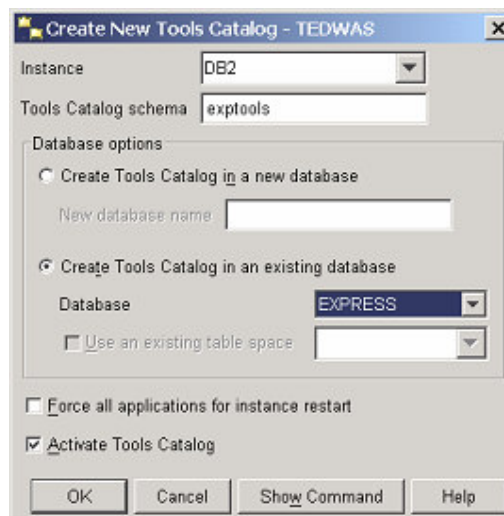 Create New Tools Catalog - TEDWAS
Instance DB2
Tools Catalog schema exptools
Database options
Create Tools Catalog in a new database
New database name
Create Tools Catalog in an existing database
Database EXPRESS
Use an existing table space
Force all applications for instance restart
Activate Tools Catalog
OK Cancel Show Command Help